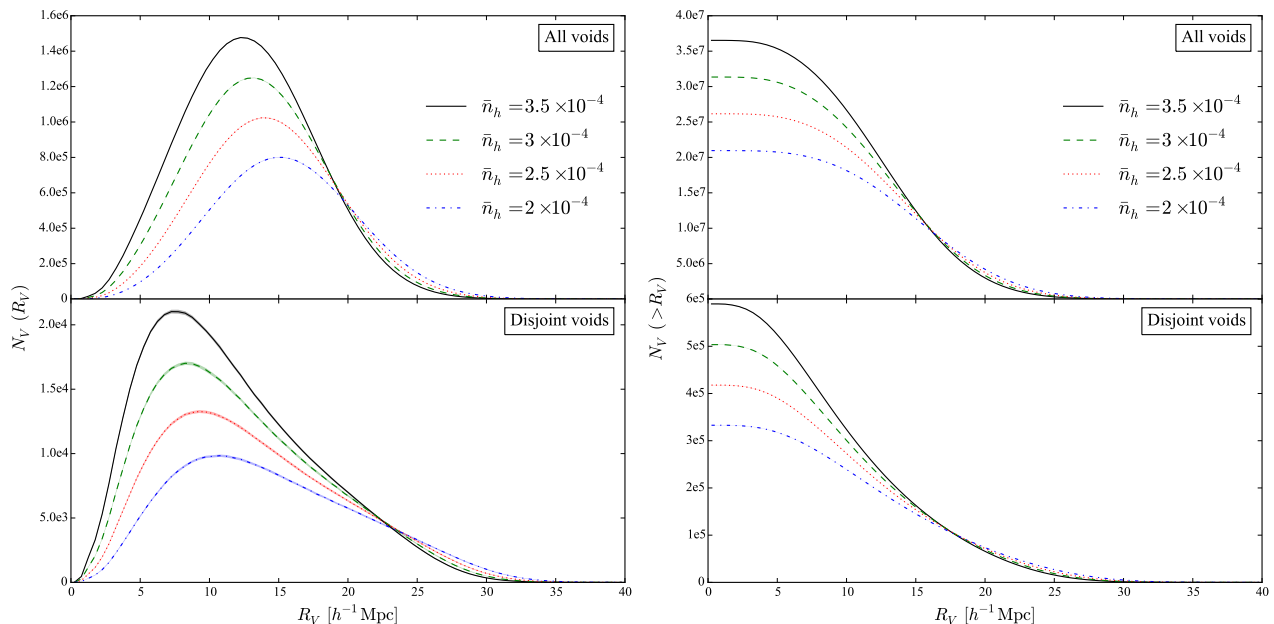 1.6e6
1.4e6
1.2e6
1.0e6
8.0e5
6.0e5
4.0e5
2.0e5
0
All voids
n̄_h = 3.5 ×10⁻⁴
n̄_h = 3 ×10⁻⁴
n̄_h = 2.5 ×10⁻⁴
n̄_h = 2 ×10⁻⁴
N_V (R_V)
2.0e4
1.5e4
1.0e4
5.0e3
0
Disjoint voids
0 5 10 15 20 25 30 35 40
R_V [h⁻¹ Mpc]
4.0e7
3.5e7
3.0e7
2.5e7
2.0e7
1.5e7
1.0e7
5.0e6
All voids
n̄_h = 3.5 ×10⁻⁴
n̄_h = 3 ×10⁻⁴
n̄_h = 2.5 ×10⁻⁴
n̄_h = 2 ×10⁻⁴
N_V (>R_V)
6e5
5e5
4e5
3e5
2e5
1e5
0
Disjoint voids
0 5 10 15 20 25 30 35 40
R_V [h⁻¹ Mpc]